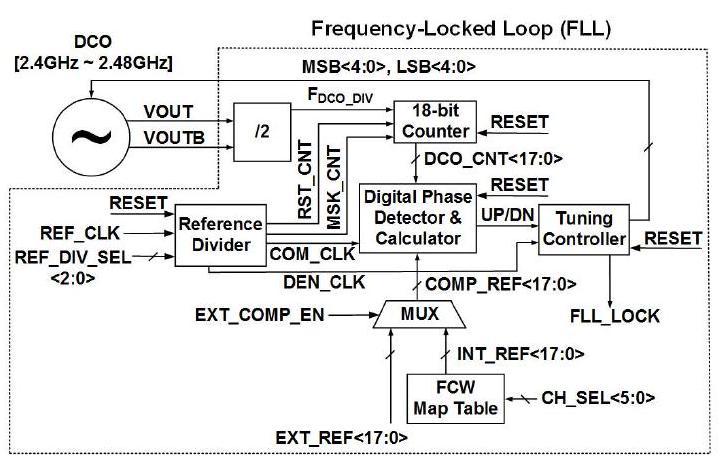 Frequency-Locked Loop (FLL)
DCO
[2.4GHz ~ 2.48GHz]
MSB<4:0>, LSB<4:0>
VOUT
VOUTB
/2
FDCO_DIV
18-bit
Counter
RESET
RST_CNT
MSK_CNT
DCO_CNT<17:0>
RESET
Digital Phase
Detector &
Calculator
UP/DN
Tuning
Controller
RESET
RESET
REF_CLK
REF_DIV_SEL
<2:0>
Reference
Divider
COM_CLK
DEN_CLK
COMP_REF<17:0>
FLL_LOCK
EXT_COMP_EN
MUX
INT_REF<17:0>
FCW
Map Table
CH_SEL<5:0>
EXT_REF<17:0>